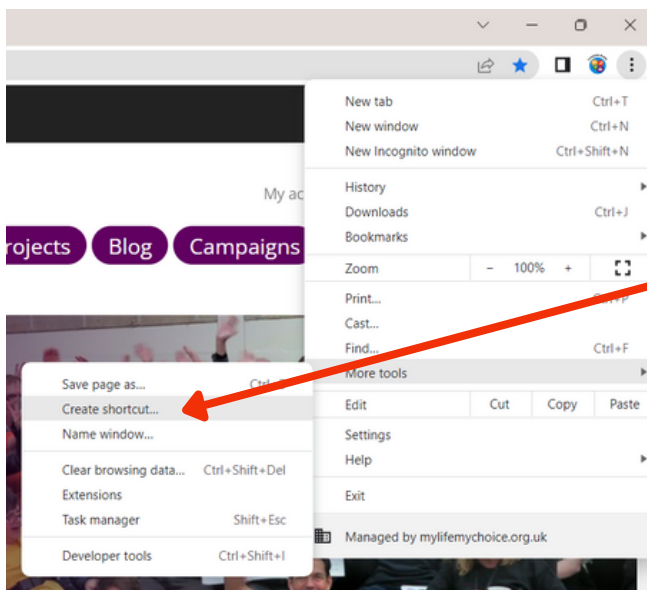 My ac
rojects Blog Campaigns
New tab Ctrl+T
New window Ctrl+N
New Incognito window Ctrl+Shift+N
History
Downloads Ctrl+J
Bookmarks
Zoom - 100% +
Print...
Cast...
Find... Ctrl+F
More tools
Edit Cut Copy Paste
Settings
Help
Exit
Managed by mylifemychoice.org.uk
Save page as...
Create shortcut...
Name window...
Clear browsing data... Ctrl+Shift+Del
Extensions
Task manager Shift+Esc
Developer tools Ctrl+Shift+I